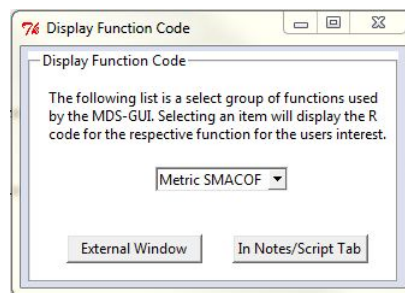 Display Function Code
Display Function Code
The following list is a select group of functions used
by the MDS-GUI. Selecting an item will display the R
code for the respective function for the users interest.
Metric SMACOF
External Window
In Notes/Script Tab